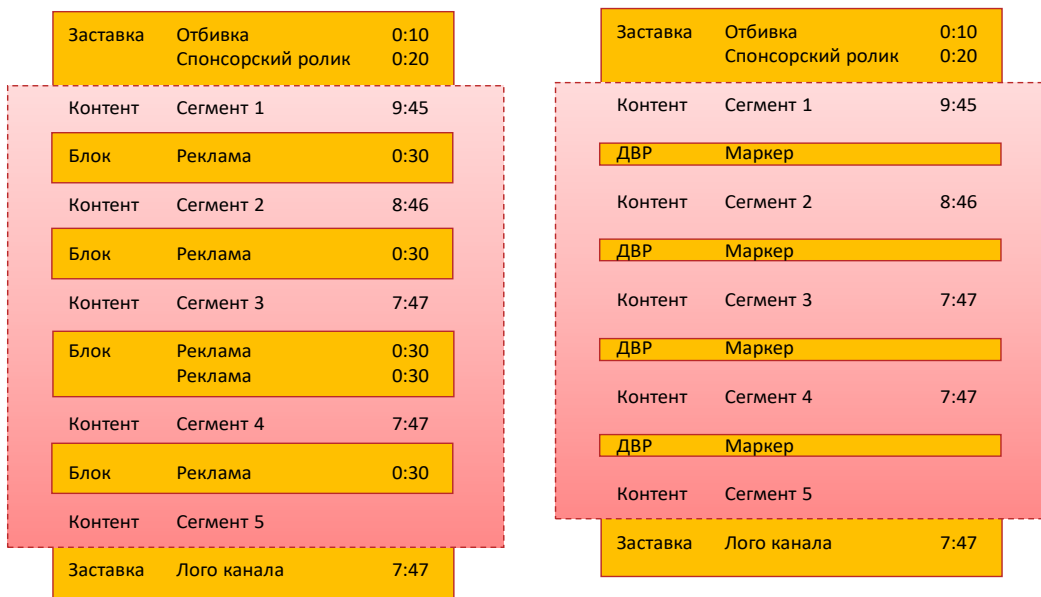 Заставка Отбивка 0:10
Спонсорский ролик 0:20
Контент Сегмент 1 9:45
Блок Реклама 0:30
Контент Сегмент 2 8:46
Блок Реклама 0:30
Контент Сегмент 3 7:47
Блок Реклама 0:30
Реклама 0:30
Контент Сегмент 4 7:47
Блок Реклама 0:30
Контент Сегмент 5
Заставка Лого канала 7:47
Заставка Отбивка 0:10
Спонсорский ролик 0:20
Контент Сегмент 1 9:45
ДВР Маркер
Контент Сегмент 2 8:46
ДВР Маркер
Контент Сегмент 3 7:47
ДВР Маркер
Контент Сегмент 4 7:47
ДВР Маркер
Контент Сегмент 5
Заставка Лого канала 7:47